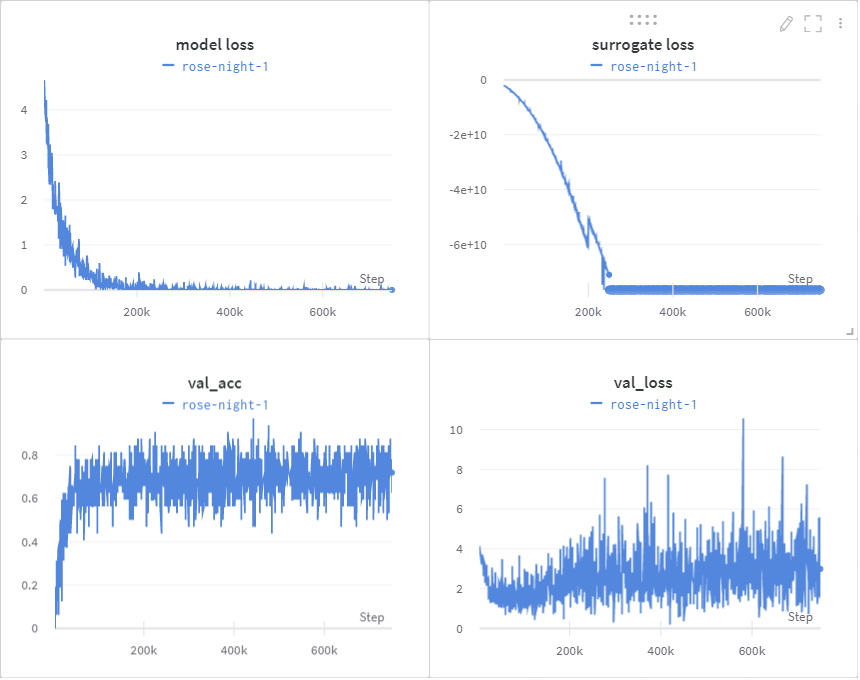 model loss
rose-night-1
4
3
2
1
0
Step
200k
400k
600k
surrogate loss
rose-night-1
0
-2e+10
-4e+10
-6e+10
Step
200k
400k
600k
val_acc
rose-night-1
0.8
0.6
0.4
0.2
0
Step
200k
400k
600k
val_loss
rose-night-1
10
8
6
4
2
0
Step
200k
400k
600k